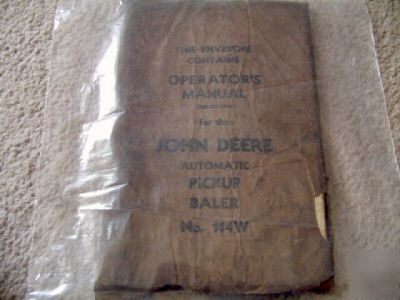 THIS ENVELOPE
CONTAINS
OPERATOR'S
MANUAL
for the
JOHN DEERE
AUTOMATIC
PICKUP
BALER
No. 114W